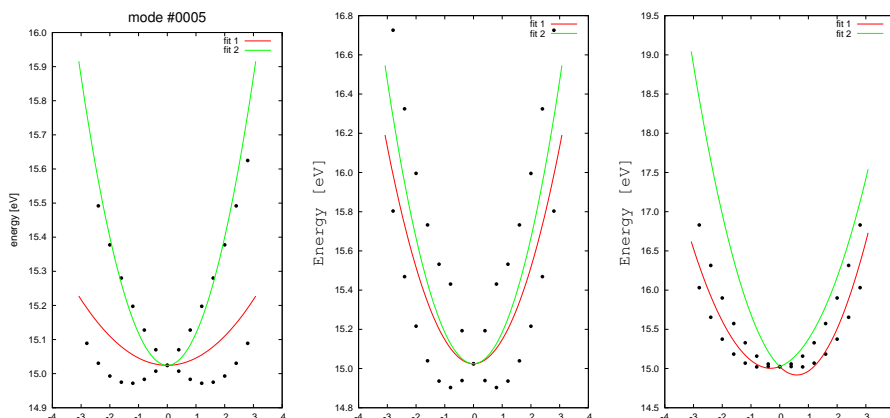 mode #0005
fit 1
fit 2
16.0
15.9
15.8
15.7
15.6
15.5
15.4
15.3
15.2
15.1
15.0
14.9
energy [eV]
-4 -3 -2 -1 0 1 2 3 4
fit 1
fit 2
16.8
16.6
16.4
16.2
16.0
15.8
15.6
15.4
15.2
15.0
14.8
Energy [eV]
-4 -3 -2 -1 0 1 2 3 4
fit 1
fit 2
19.5
19.0
18.5
18.0
17.5
17.0
16.5
16.0
15.5
15.0
14.5
Energy [eV]
-4 -3 -2 -1 0 1 2 3